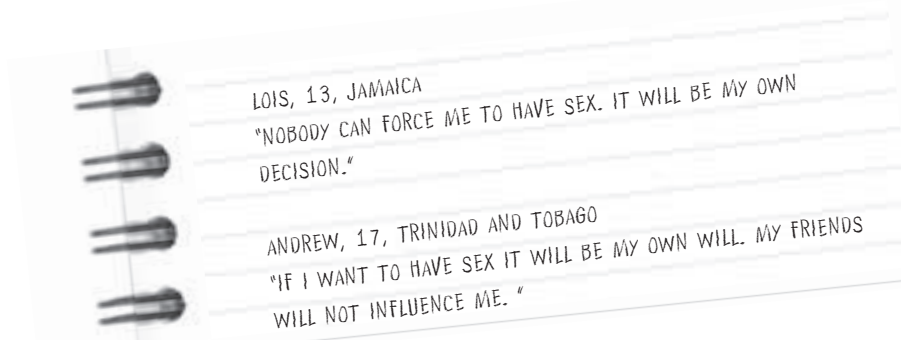 LOIS, 13, JAMAICA
"NOBODY CAN FORCE ME TO HAVE SEX. IT WILL BE MY OWN
DECISION."
ANDREW, 17, TRINIDAD AND TOBAGO
"IF I WANT TO HAVE SEX IT WILL BE MY OWN WILL. MY FRIENDS
WILL NOT INFLUENCE ME. "